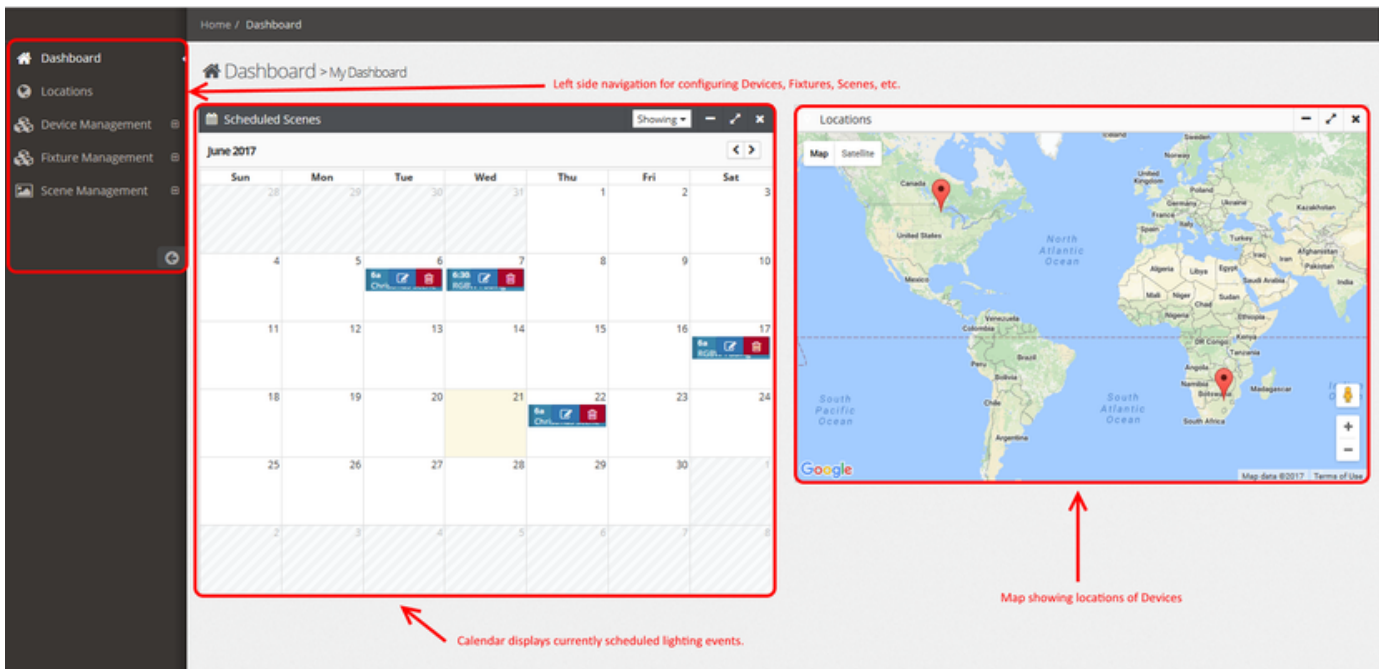 Home / Dashboard
Dashboard
Locations
Device Management
Fixture Management
Scene Management
Dashboard > My Dashboard
Left side navigation for configuring Devices, Fixtures, Scenes, etc.
Scheduled Scenes
Showing
June 2017
Sun Mon Tue Wed Thu Fri Sat
28 29 30 31 1 2 3
4 5 6 7 8 9 10
6a 6:30
11 12 13 14 15 16 17
6a
18 19 20 21 22 23 24
6a
25 26 27 28 29 30 1
2 3 4 5 6 7 8
Calendar displays currently scheduled lighting events.
Locations
Map Satellite
Iceland
Sweden
Norway
Canada
United
Kingdom
Poland
Germany
Ukraine
Kazakhstan
France
Italy
Spain
Turkey
United States
North
Atlantic
Ocean
Iraq
Iran
Afghanistan
Pakistan
Algeria
Libya
Egypt
Saudi Arabia
India
Mexico
Mali
Niger
Chad
Sudan
Nigeria
Ethiopia
Venezuela
Colombia
DR Congo
Kenya
Tanzania
Peru
Brazil
Angola
Bolivia
Namibia
Botswana
Madagascar
South
Pacific
Ocean
Chile
South
Atlantic
Ocean
South Africa
Argentina
Google
Map data ©2017 Terms of Use
Map showing locations of Devices